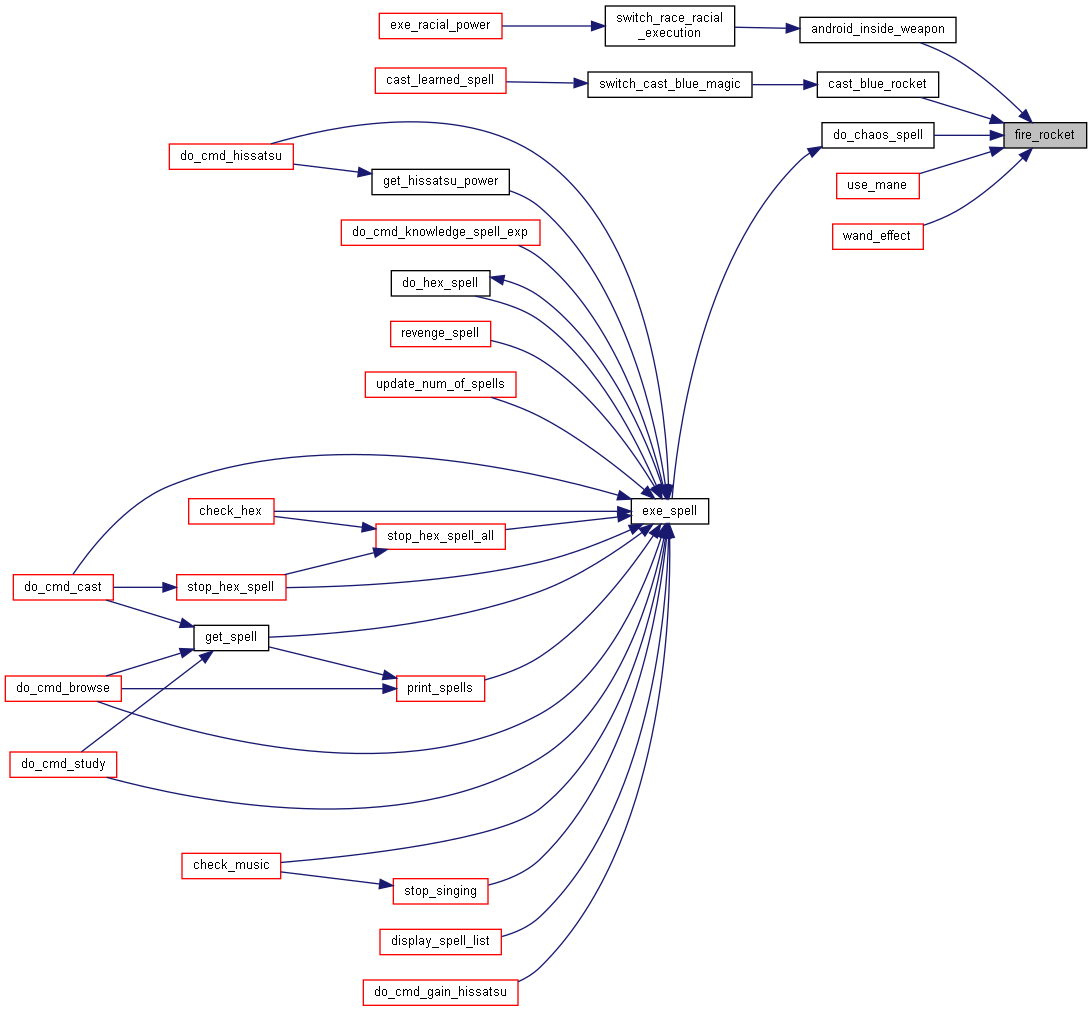 exe_racial_power
switch_race_racial
_execution
android_inside_weapon
cast_learned_spell
switch_cast_blue_magic
cast_blue_rocket
do_chaos_spell
fire_rocket
do_cmd_hissatsu
get_hissatsu_power
use_mane
do_cmd_knowledge_spell_exp
wand_effect
do_hex_spell
revenge_spell
update_num_of_spells
check_hex
exe_spell
stop_hex_spell_all
do_cmd_cast
stop_hex_spell
get_spell
do_cmd_browse
print_spells
do_cmd_study
check_music
stop_singing
display_spell_list
do_cmd_gain_hissatsu